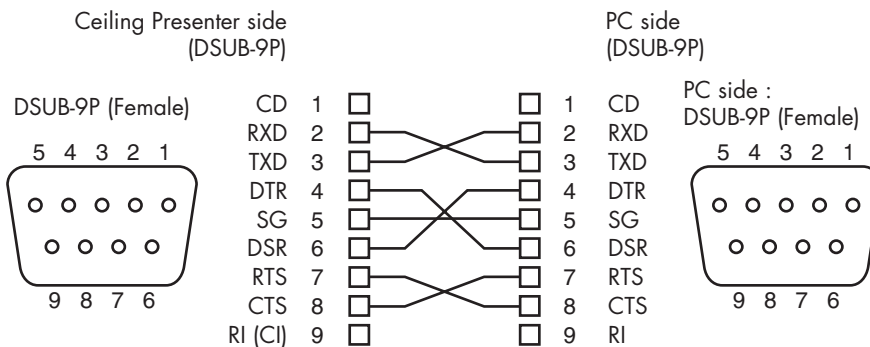 Ceiling Presenter side
(DSUB-9P)
PC side
(DSUB-9P)
DSUB-9P (Female)
5 4 3 2 1
9 8 7 6
CD 1
RXD 2
TXD 3
DTR 4
SG 5
DSR 6
RTS 7
CTS 8
RI (CI) 9
1 CD
2 RXD
3 TXD
4 DTR
5 SG
6 DSR
7 RTS
8 CTS
9 RI
PC side :
DSUB-9P (Female)
5 4 3 2 1
9 8 7 6